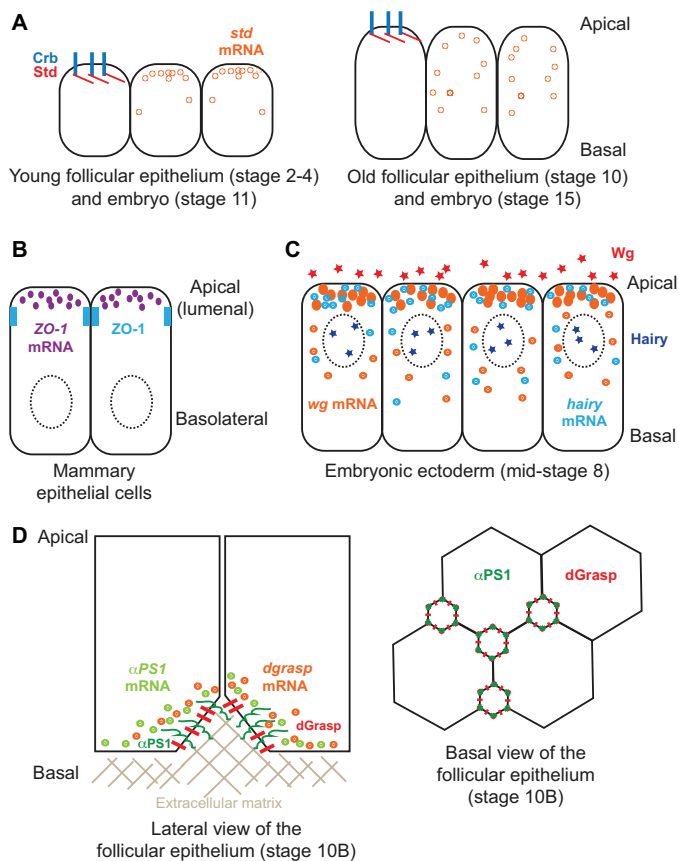 A
Crb
Std
std
mRNA
Apical
Basal
Young follicular epithelium (stage 2-4)
and embryo (stage 11)
Old follicular epithelium (stage 10)
and embryo (stage 15)
B
Apical
(lumenal)
ZO-1
mRNA
ZO-1
Basolateral
Mammary
epithelial cells
C
Wg
Apical
Hairy
wg mRNA
hairy
mRNA
Basal
Embryonic ectoderm (mid-stage 8)
D
Apical
αPS1
mRNA
dgrasp
mRNA
αPS1
dGrasp
Basal
Extracellular matrix
Lateral view of the
follicular epithelium (stage 10B)
αPS1
dGrasp
Basal view of the
follicular epithelium
(stage 10B)